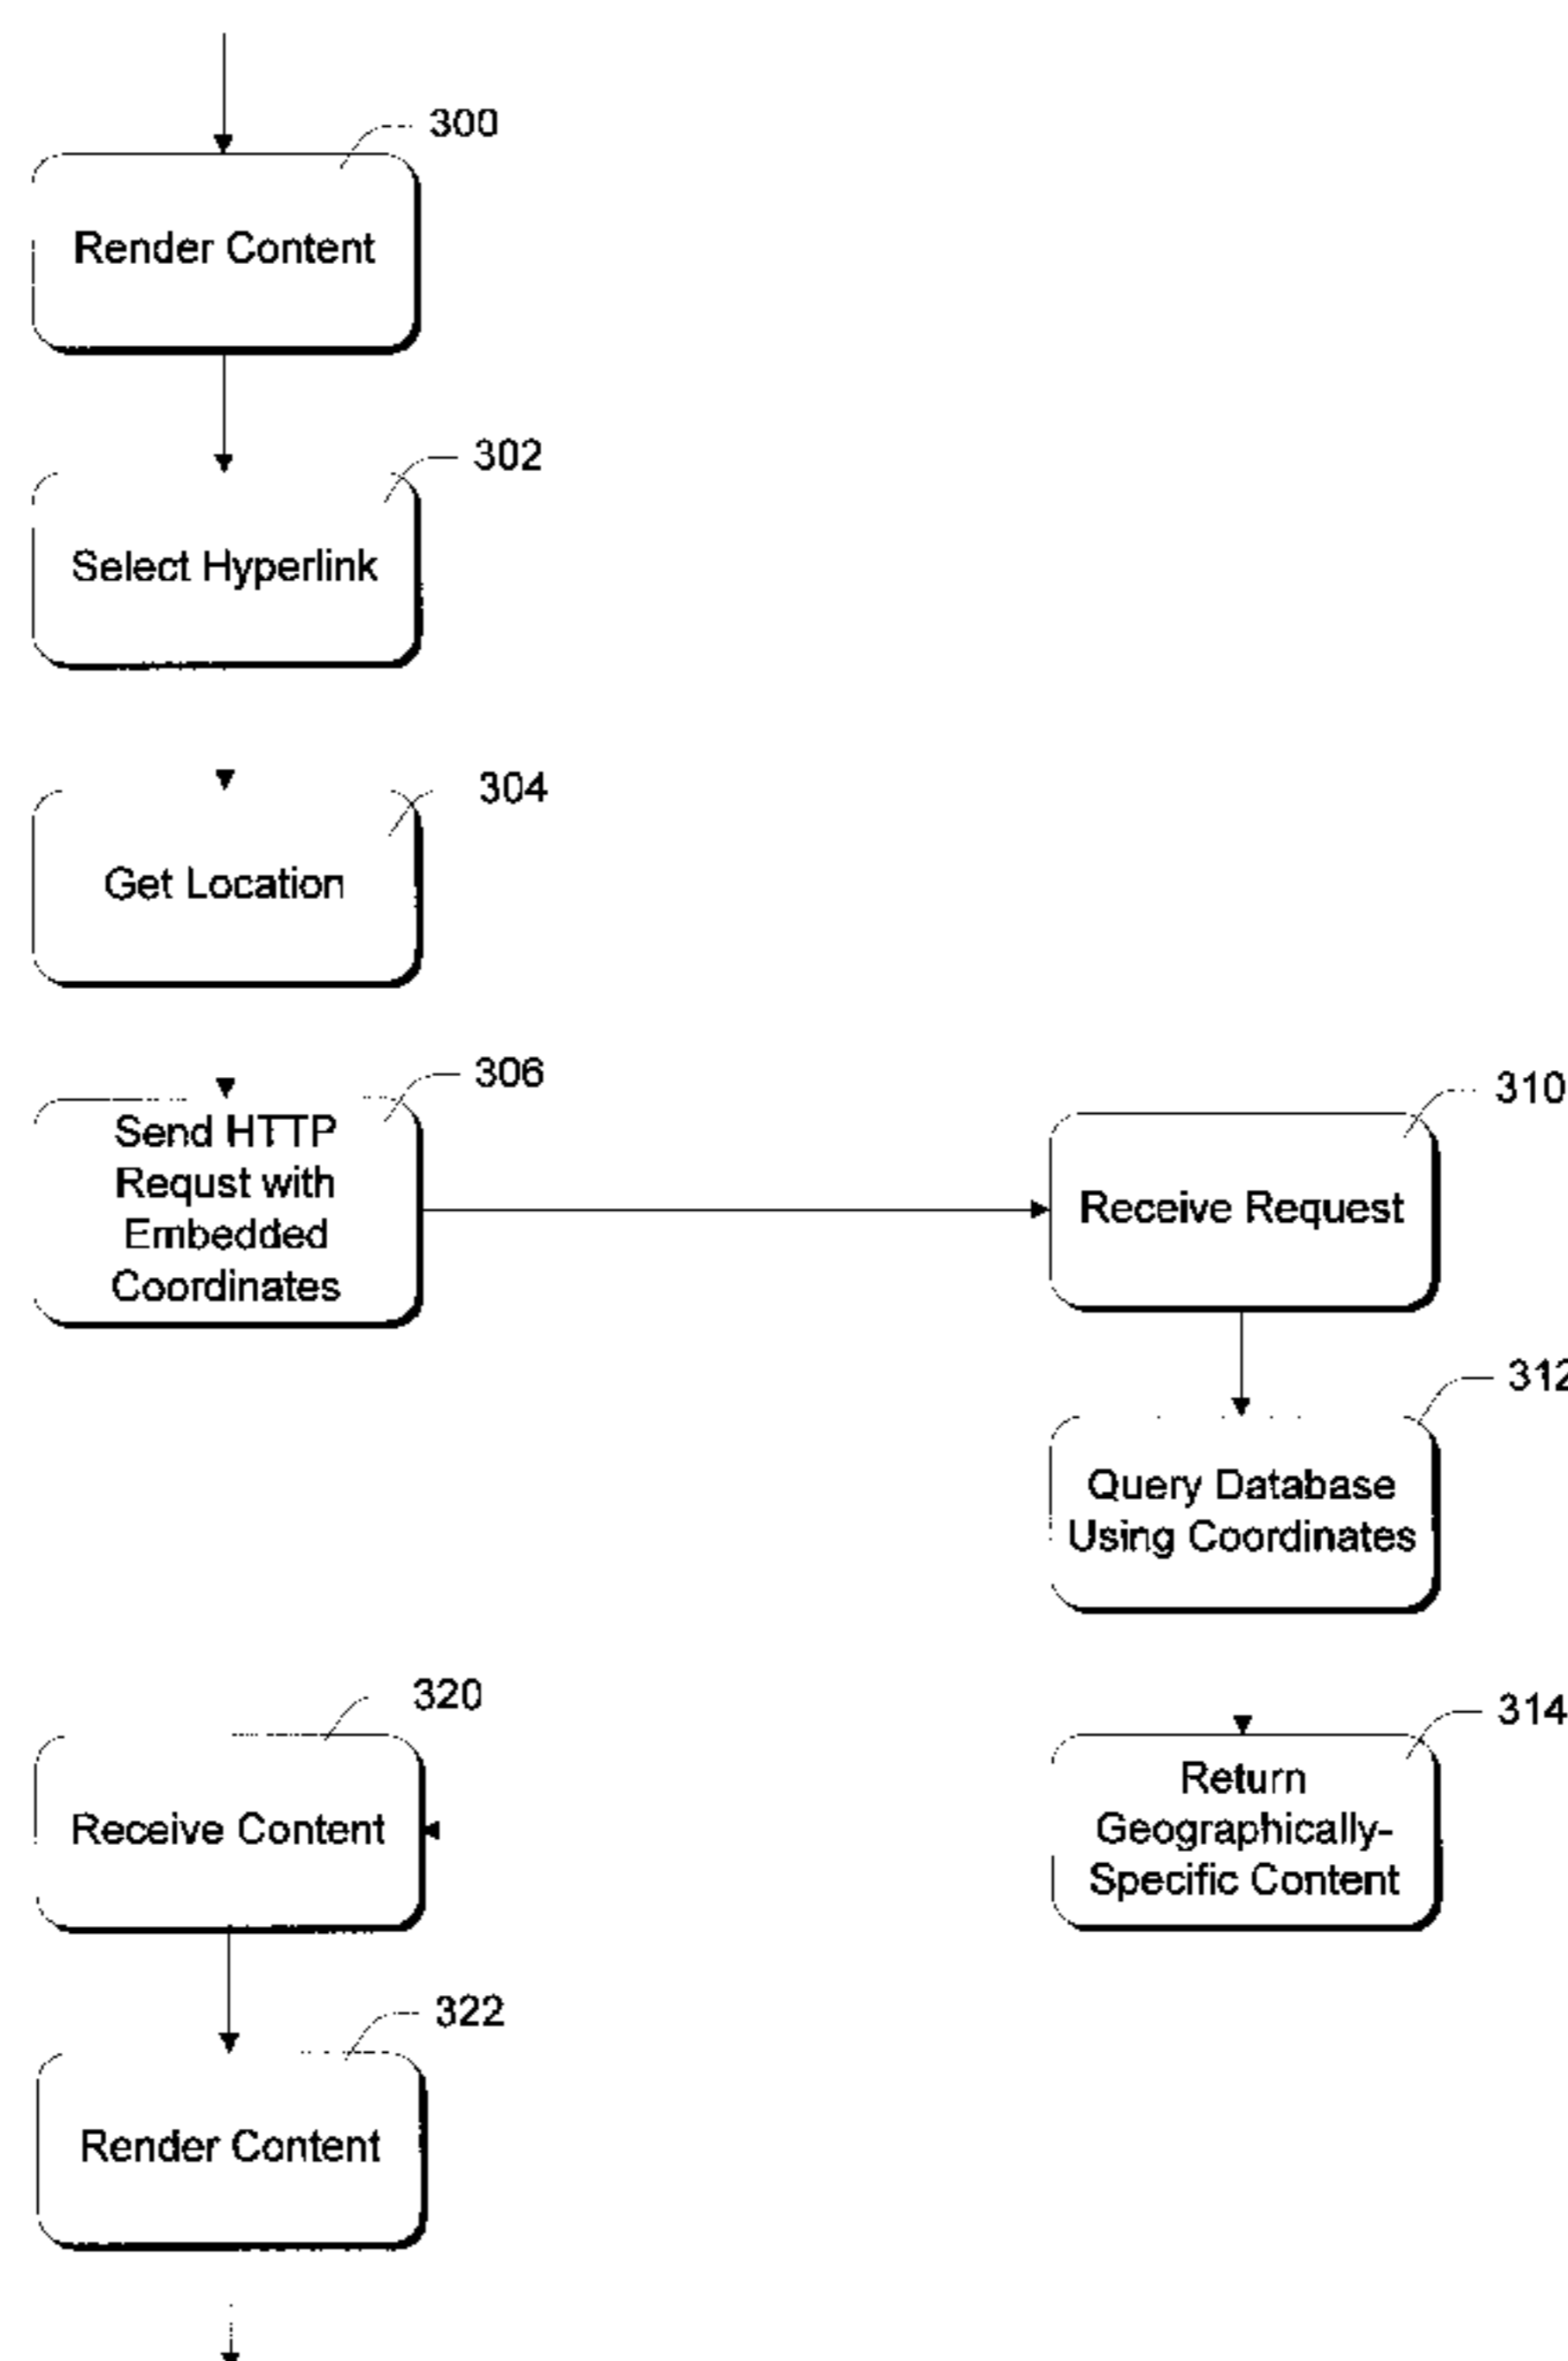 300
Render Content
302
Select Hyperlink
304
Get Location
306
Send HTTP
Requst with
Embedded
Coordinates
310
Receive Request
312
Query Database
Using Coordinates
314
Return
Geographically-
Specific Content
320
Receive Content
322
Render Content